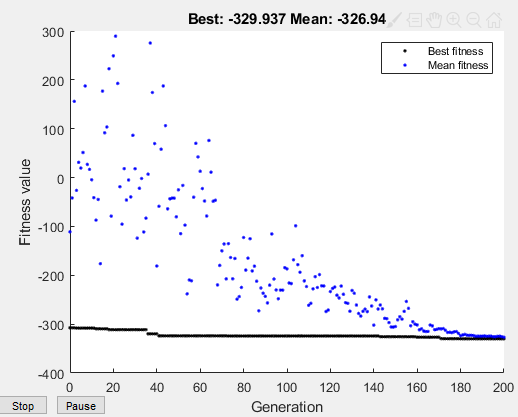 Best: -329.937 Mean: -326.94
300
200
100
0
-100
-200
-300
-400
Fitness value
Best fitness
Mean fitness
0 20 40 60 80 100 120 140 160 180 200
Generation
Stop Pause